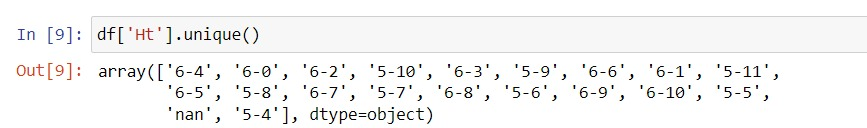 In [9]: df['Ht'].unique()
Out[9]: array(['6-4', '6-0', '6-2', '5-10', '6-3', '5-9', '6-6', '6-1', '5-11',
'6-5', '5-8', '6-7', '5-7', '6-8', '5-6', '6-9', '6-10', '5-5',
'nan', '5-4'], dtype=object)